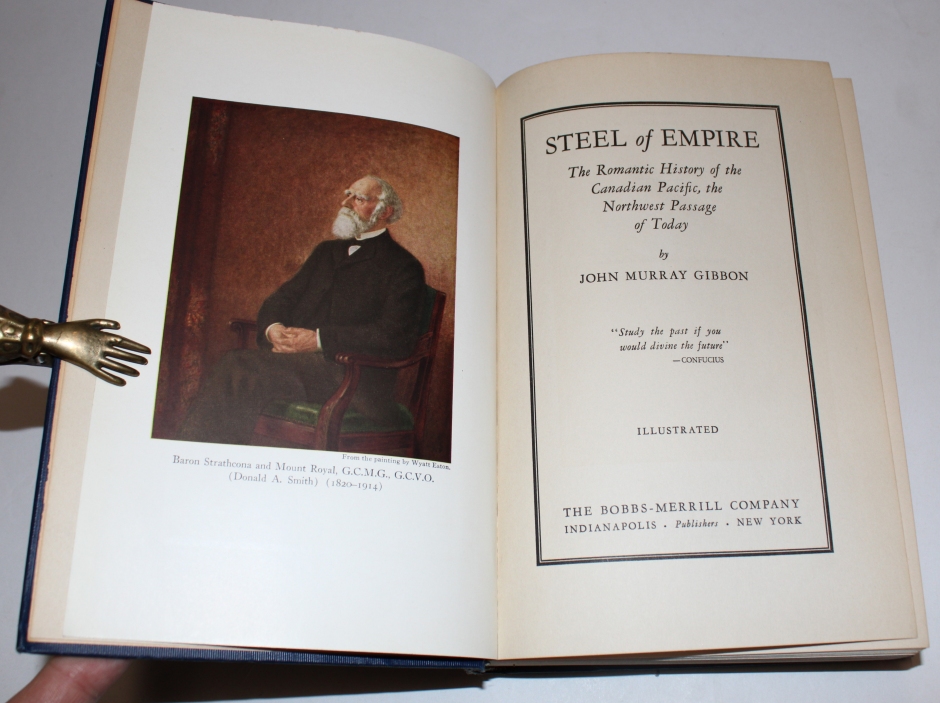 From the painting by Wyatt Eaton.
Baron Strathcona and Mount Royal, G.C.M.G., G.C.V.O.
(Donald A. Smith) (1820-1914)
STEEL of EMPIRE
The Romantic History of the
Canadian Pacific, the
Northwest Passage
of Today
by
JOHN MURRAY GIBBON
"Study the past if you
would divine the future"
—CONFUCIUS
ILLUSTRATED
THE BOBBS-MERRILL COMPANY
INDIANAPOLIS · Publishers · NEW YORK